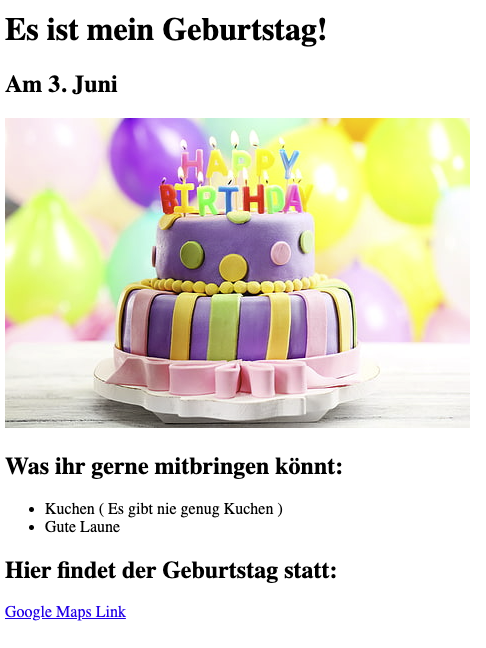 Es ist mein Geburtstag!
Am 3. Juni
HAPPY
BIRTHDAY
Was ihr gerne mitbringen könnt:
Kuchen ( Es gibt nie genug Kuchen )
Gute Laune
Hier findet der Geburtstag statt:
Google Maps Link